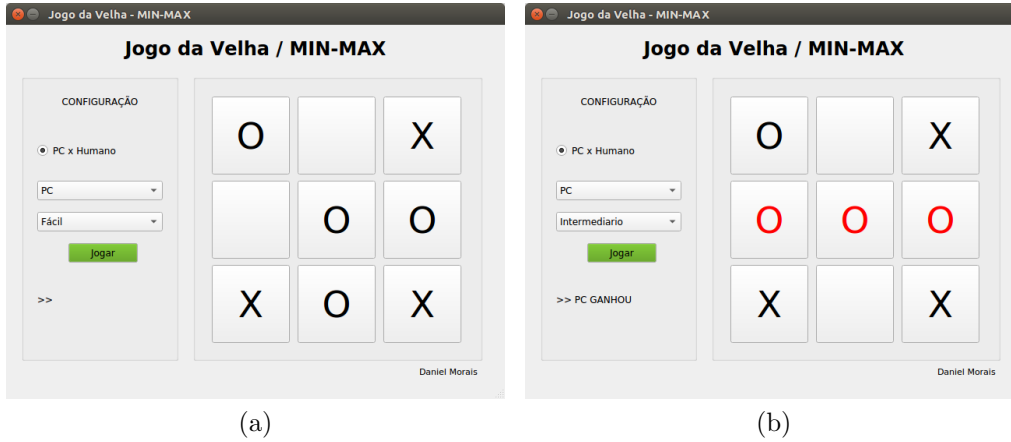 Jogo da Velha - MIN-MAX
Jogo da Velha / MIN-MAX
CONFIGURAÇÃO
PC x Humano
PC
Fácil
Jogar
>>
O X
O O
X O X
Daniel Morais
(a)
Jogo da Velha - MIN-MAX
Jogo da Velha / MIN-MAX
CONFIGURAÇÃO
PC x Humano
PC
Intermediario
Jogar
>> PC GANHOU
O X
O O O
X X
Daniel Morais
(b)